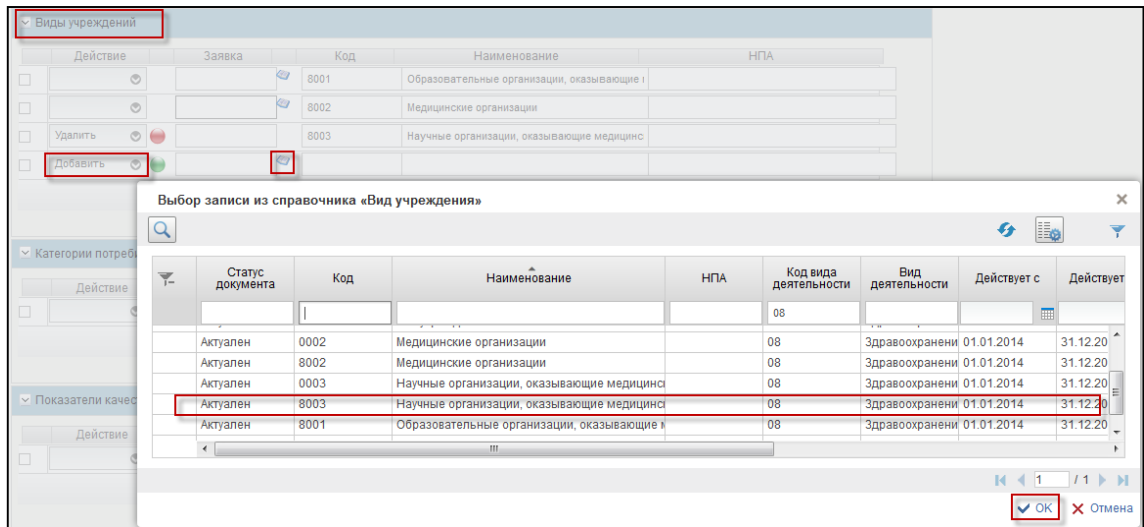 Виды учреждений
Действие Заявка Код Наименование НПА
8001 Образовательные организации, оказывающие
8002 Медицинские организации
Удалить 8003 Научные организации, оказывающие медицинс
Добавить
Выбор записи из справочника «Вид учреждения»
Категории потреб
Действие
Статус документа Код Наименование НПА Код вида деятельности Вид деятельности Действует с Действует
08
Актуален 0002 Медицинские организации 08 Здравоохранени 01.01.2014 31.12.20
Актуален 8002 Медицинские организации 08 Здравоохранени 01.01.2014 31.12.20
Актуален 0003 Научные организации, оказывающие медицинс 08 Здравоохранени 01.01.2014 31.12.20
Показатели качес
Актуален 8003 Научные организации, оказывающие медицинс 08 Здравоохранени 01.01.2014 31.12.20
Актуален 8001 Образовательные организации, оказывающие 08 Здравоохранени 01.01.2014 31.12.20
Действие
1 / 1
OK Отмена